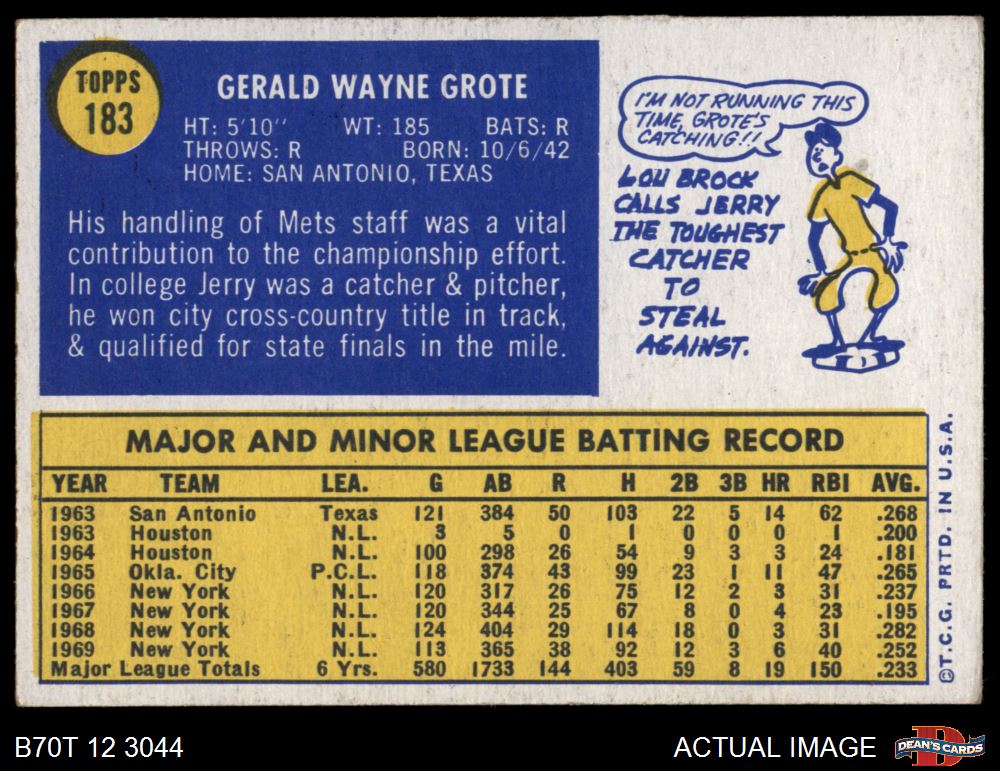 TOPPS
183
GERALD WAYNE GROTE
HT: 5'10" WT: 185 BATS: R
THROWS: R BORN: 10/6/42
HOME: SAN ANTONIO, TEXAS
His handling of Mets staff was a vital
contribution to the championship effort.
In college Jerry was a catcher & pitcher,
he won city cross-country title in track,
& qualified for state finals in the mile.
I'M NOT RUNNING THIS
TIME, GROTE'S
CATCHING!!
LOU BROCK
CALLS JERRY
THE TOUGHEST
CATCHER
TO
STEAL
AGAINST.
MAJOR AND MINOR LEAGUE BATTING RECORD
YEAR TEAM LEA. G AB R H 2B 3B HR RBI AVG.
1963 San Antonio Texas 121 384 50 103 22 5 14 62 .268
1963 Houston N.L. 3 5 0 1 0 0 0 1 .200
1964 Houston N.L. 100 298 26 54 9 3 3 24 .181
1965 Okla. City P.C.L. 118 374 43 99 23 1 11 47 .265
1966 New York N.L. 120 317 26 75 12 2 3 31 .237
1967 New York N.L. 120 344 25 67 8 0 4 23 .195
1968 New York N.L. 124 404 29 114 18 0 3 31 .282
1969 New York N.L. 113 365 38 92 12 3 6 40 .252
Major League Totals 6 Yrs. 580 1733 144 403 59 8 19 150 .233
©T.C.G. PRTD. IN U.S.A.
B70T 12 3044
ACTUAL IMAGE
DEAN'S CARDS